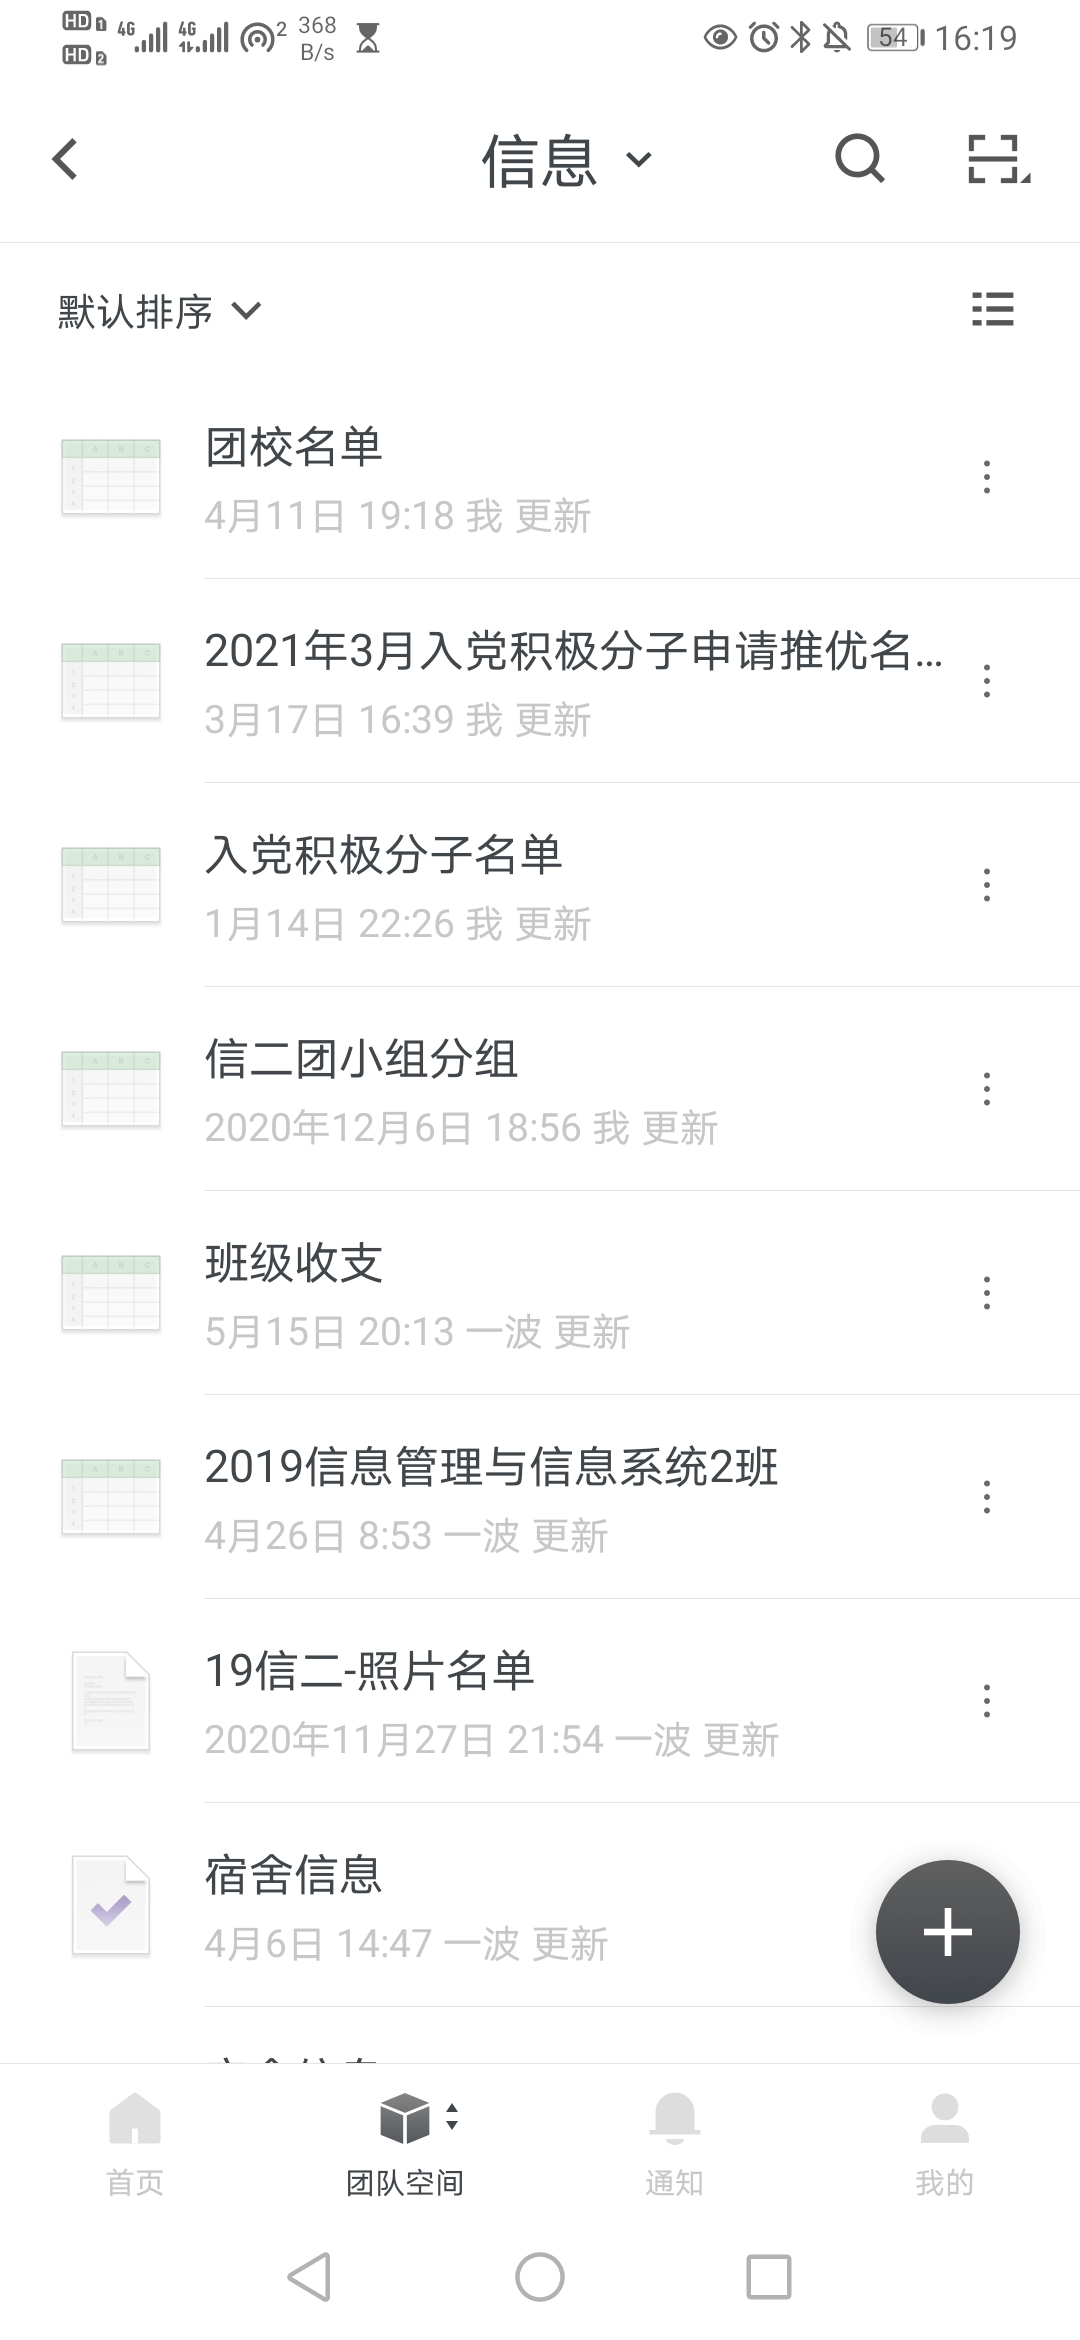 HD 1 4G 4G 2 368 54 16:19
HD 2 B/s
信息
默认排序
团校名单
4月11日 19:18 我 更新
2021年3月入党积极分子申请推优名...
3月17日 16:39 我 更新
入党积极分子名单
1月14日 22:26 我 更新
信二团小组分组
2020年12月6日 18:56 我 更新
班级收支
5月15日 20:13 一波 更新
2019信息管理与信息系统2班
4月26日 8:53 一波 更新
19信二-照片名单
2020年11月27日 21:54 一波 更新
宿舍信息
4月6日 14:47 一波 更新
首页 团队空间 通知 我的